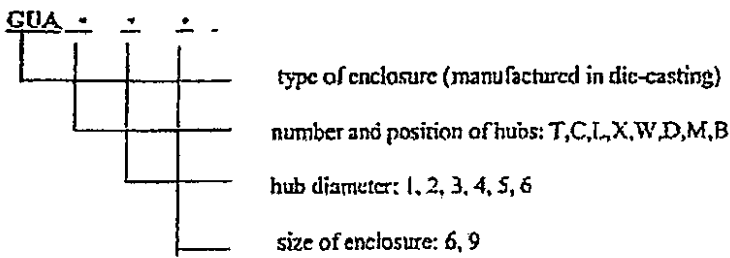 GUA * * * -
type of enclosure (manufactured in die-casting)
number and position of hubs: T,C,L,X,W,D,M,B
hub diameter: 1, 2, 3, 4, 5, 6
size of enclosure: 6, 9